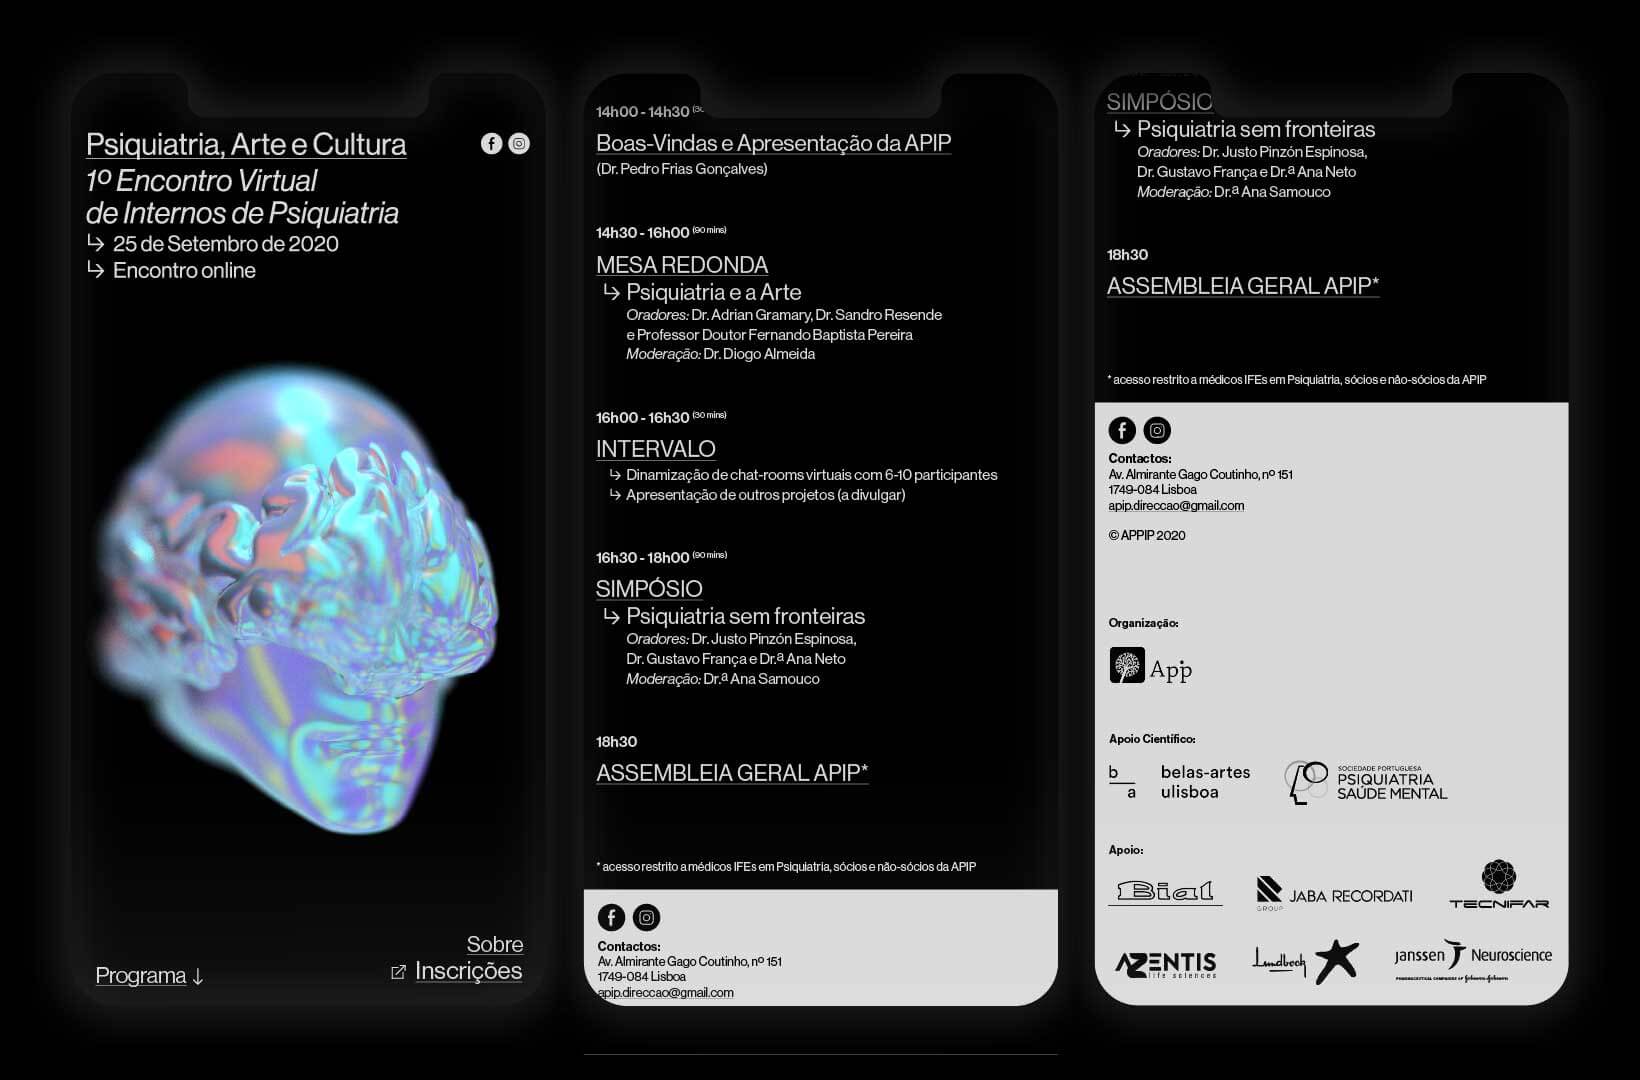 Psiquiatria, Arte e Cultura
1º Encontro Virtual
de Internos de Psiquiatria
↳ 25 de Setembro de 2020
↳ Encontro online
Programa ↓
Sobre
Inscrições
14h00 - 14h30
Boas-Vindas e Apresentação da APIP
(Dr. Pedro Frias Gonçalves)
14h30 - 16h00 (90 mins)
MESA REDONDA
↳ Psiquiatria e a Arte
Oradores: Dr. Adrian Gramary, Dr. Sandro Resende
e Professor Doutor Fernando Baptista Pereira
Moderação: Dr. Diogo Almeida
16h00 - 16h30 (30 mins)
INTERVALO
↳ Dinamização de chat-rooms virtuais com 6-10 participantes
↳ Apresentação de outros projetos (a divulgar)
16h30 - 18h00 (90 mins)
SIMPÓSIO
↳ Psiquiatria sem fronteiras
Oradores: Dr. Justo Pinzón Espinosa,
Dr. Gustavo França e Dr.ª Ana Neto
Moderação: Dr.ª Ana Samouco
18h30
ASSEMBLEIA GERAL APIP*
* acesso restrito a médicos IFEs em Psiquiatria, sócios e não-sócios da APIP
Contactos:
Av. Almirante Gago Coutinho, nº 151
1749-084 Lisboa
apip.direccao@gmail.com
SIMPÓSIO
↳ Psiquiatria sem fronteiras
Oradores: Dr. Justo Pinzón Espinosa,
Dr. Gustavo França e Dr.ª Ana Neto
Moderação: Dr.ª Ana Samouco
18h30
ASSEMBLEIA GERAL APIP*
* acesso restrito a médicos IFEs em Psiquiatria, sócios e não-sócios da APIP
Contactos:
Av. Almirante Gago Coutinho, nº 151
1749-084 Lisboa
apip.direccao@gmail.com
© APPIP 2020
Organização:
App
Apoio Científico:
b a
belas-artes
ulisboa
SOCIEDADE PORTUGUESA
PSIQUIATRIA
SAÚDE MENTAL
Apoio:
Bial
GROUP
JABA RECORDATI
TECNIFAR
AZENTIS
life sciences
Lundbeck
janssen Neuroscience
PHARMACEUTICAL COMPANIES OF Johnson & Johnson